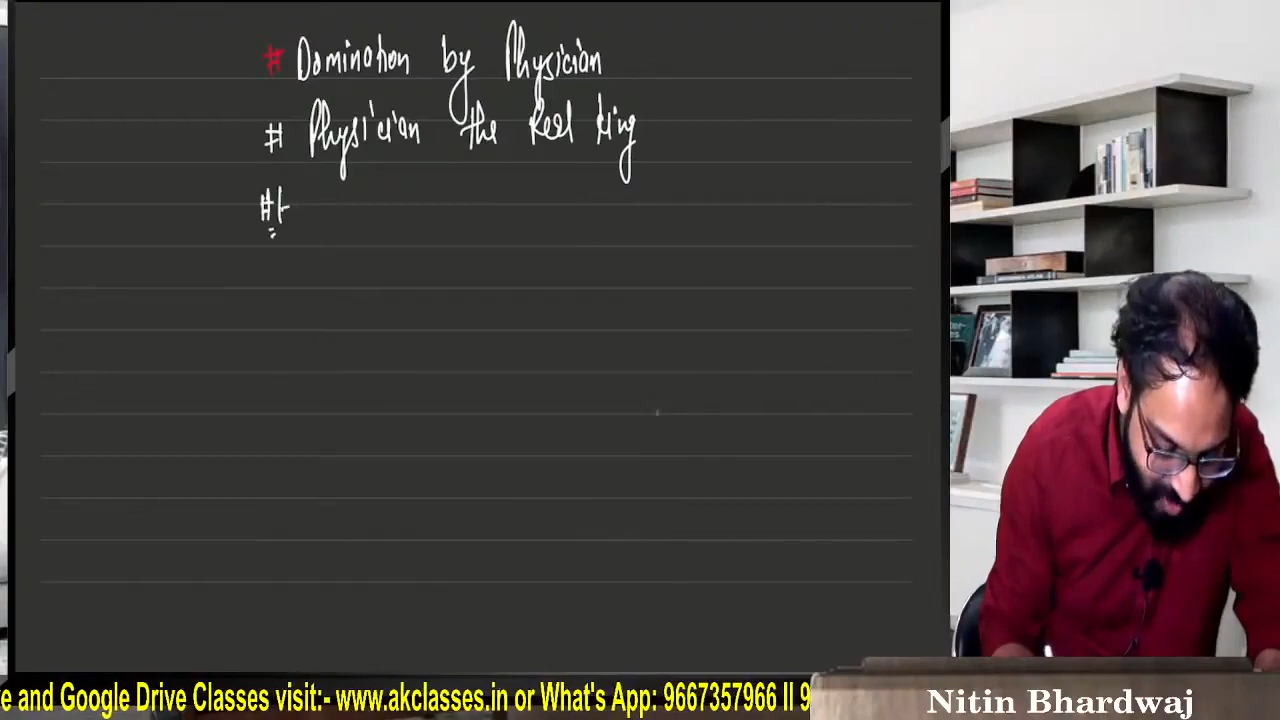 # Domination by Physician
# Physician the Real King
#
e and Google Drive Classes visit:- www.akclasses.in or What's App: 9667357966 II 9
Nitin Bhardwaj